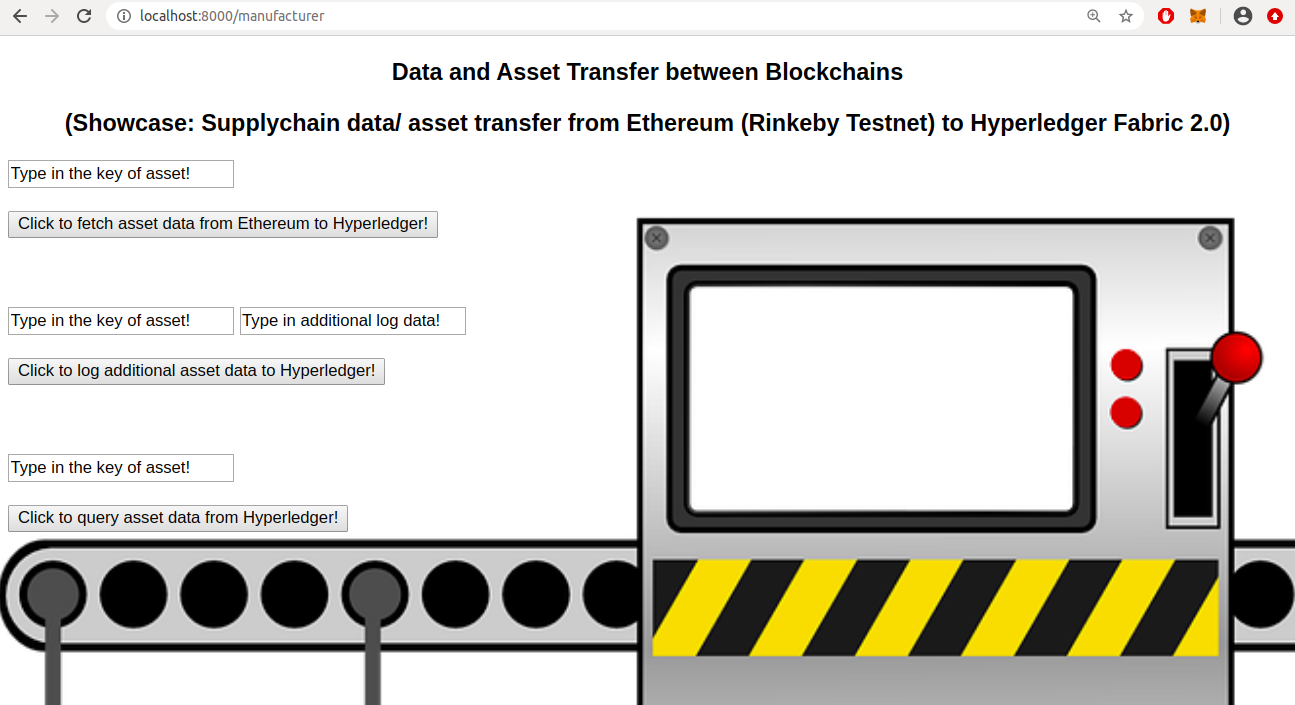 localhost:8000/manufacturer
Data and Asset Transfer between Blockchains
(Showcase: Supplychain data/ asset transfer from Ethereum (Rinkeby Testnet) to Hyperledger Fabric 2.0)
Type in the key of asset!
Click to fetch asset data from Ethereum to Hyperledger!
Type in the key of asset! Type in additional log data!
Click to log additional asset data to Hyperledger!
Type in the key of asset!
Click to query asset data from Hyperledger!